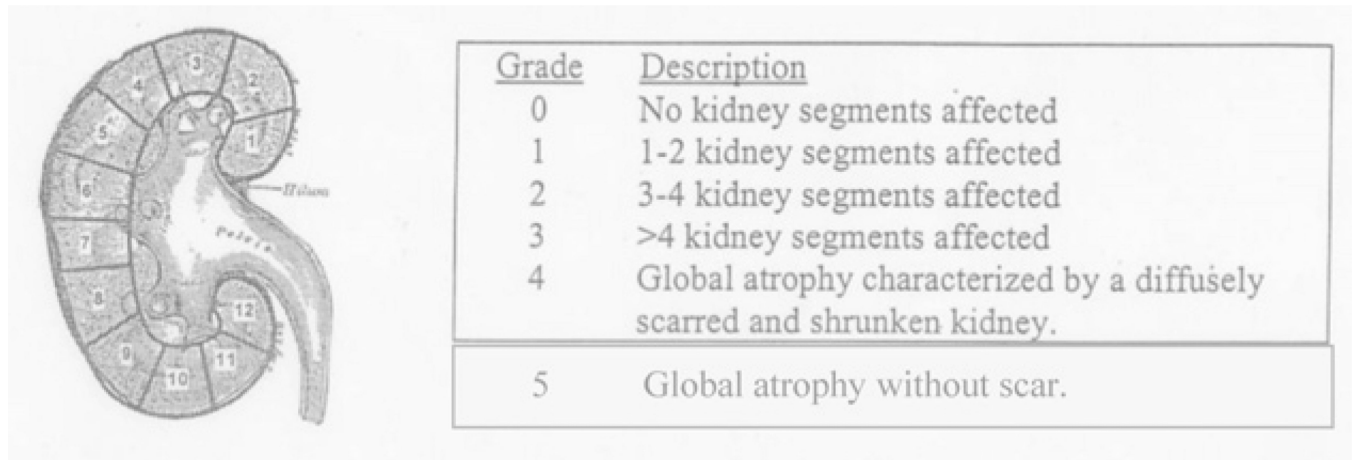 3
4
2
5
1
6
Hilum
7
Pelvis
8
12
9
11
10
Grade Description
0 No kidney segments affected
1 1-2 kidney segments affected
2 3-4 kidney segments affected
3 >4 kidney segments affected
4 Global atrophy characterized by a diffusely
scarred and shrunken kidney.
5 Global atrophy without scar.